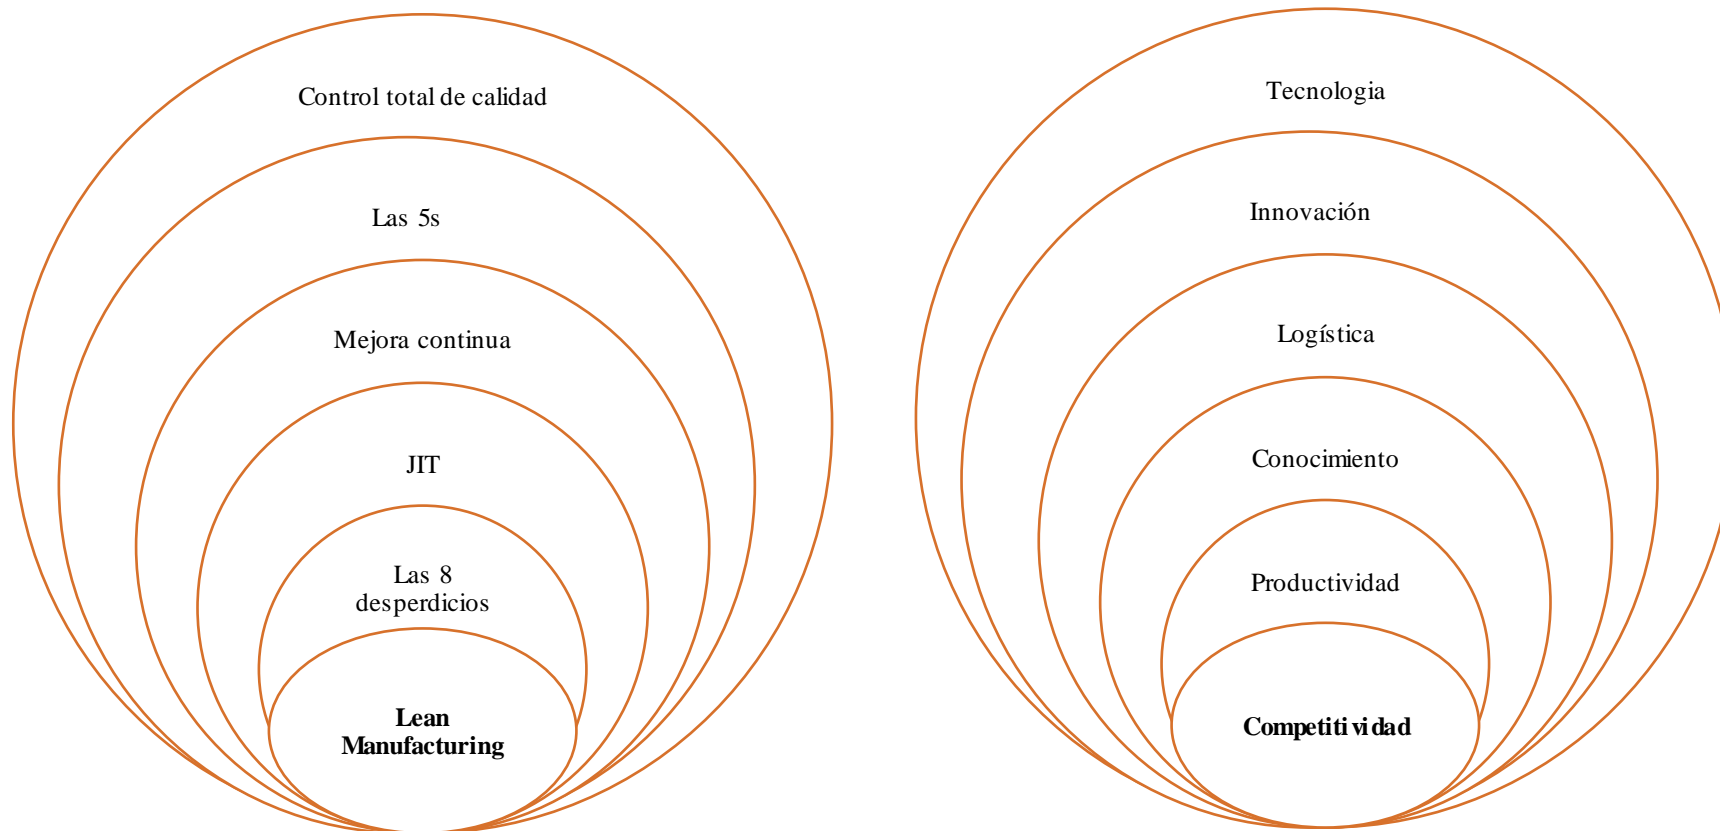 Control total de calidad
Las 5s
Mejora continua
JIT
Las 8
desperdicios
Lean
Manufacturing
Tecnologia
Innovación
Logística
Conocimiento
Productividad
Competitividad